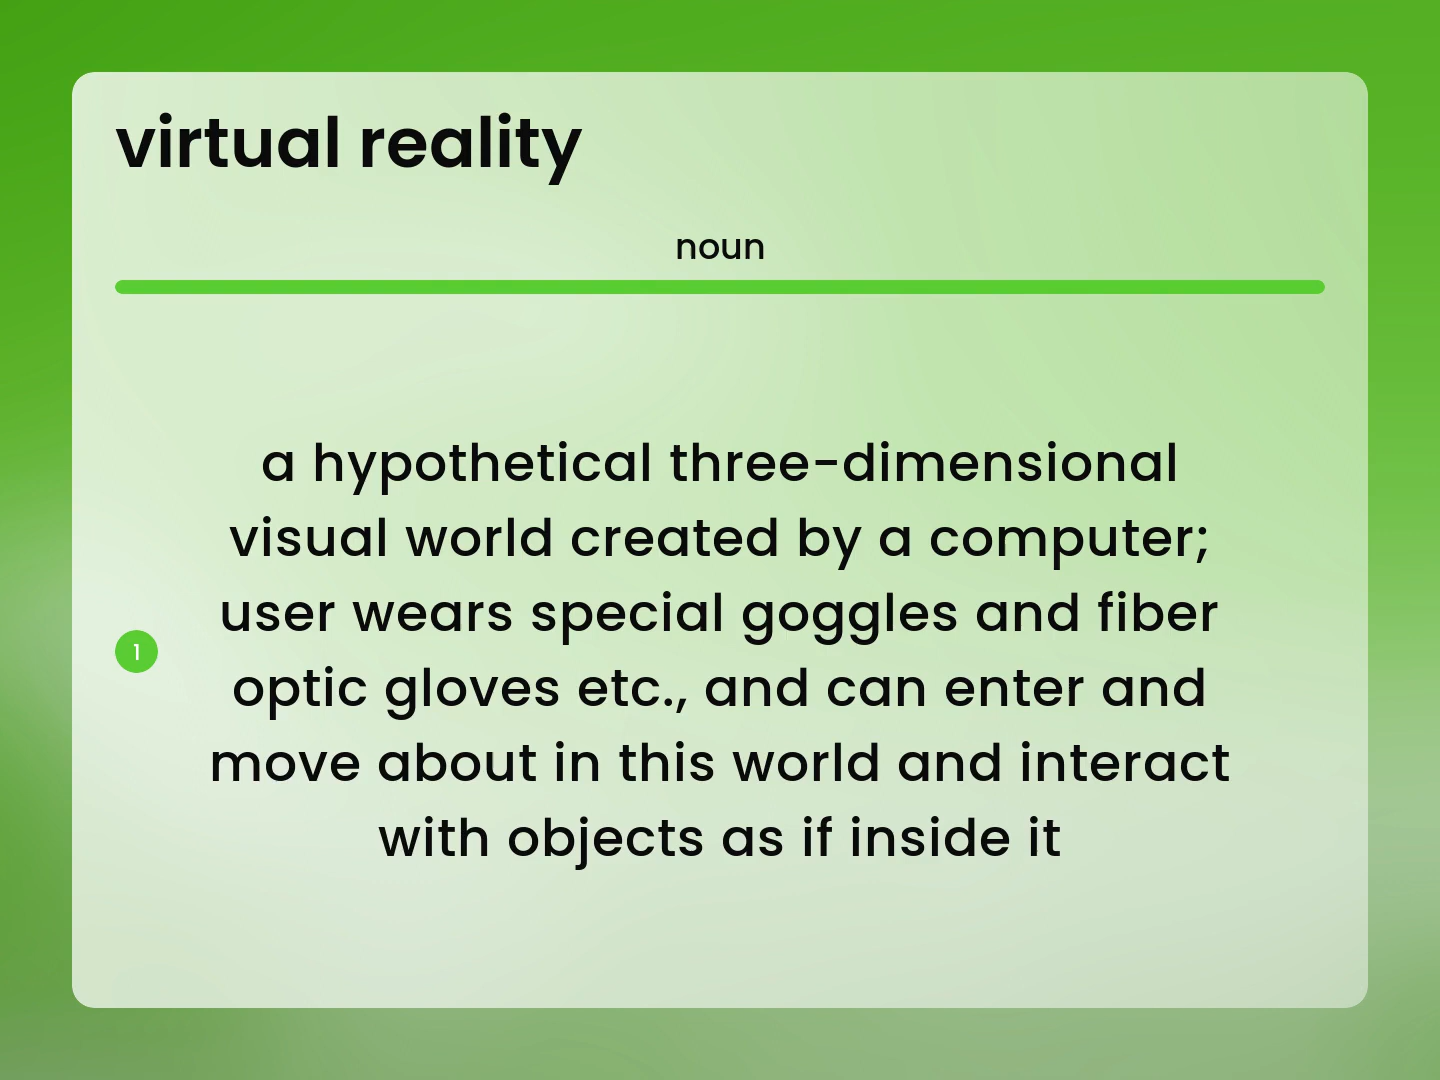 virtual reality
noun
a hypothetical three-dimensional
visual world created by a computer;
user wears special goggles and fiber
1
optic gloves etc., and can enter and
move about in this world and interact
with objects as if inside it